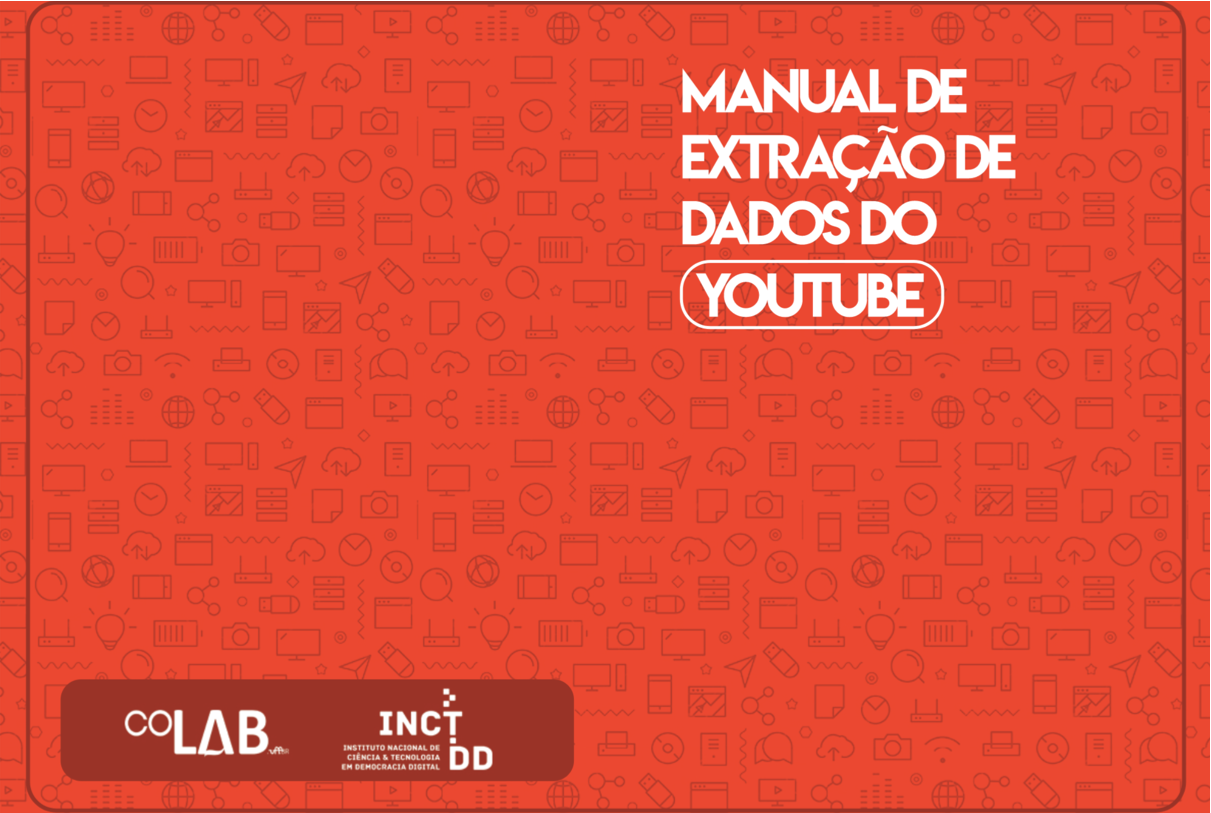 MANUAL DE
EXTRAÇÃO DE
DADOS DO
YOUTUBE
COLAB
INCT
INSTITUTO NACIONAL DE
CIÊNCIA & TECNOLOGIA
EM DEMOCRACIA DIGITAL
DD